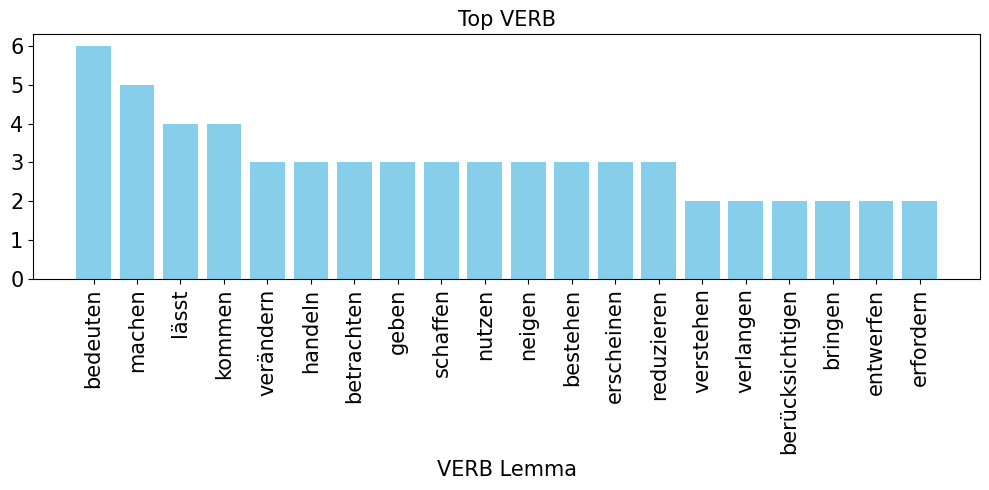 Top VERB
6
5
4
3
2
1
0
bedeuten
machen
lässt
kommen
verändern
handeln
betrachten
geben
schaffen
nutzen
neigen
bestehen
erscheinen
reduzieren
verstehen
verlangen
berücksichtigen
bringen
entwerfen
erfordern
VERB Lemma